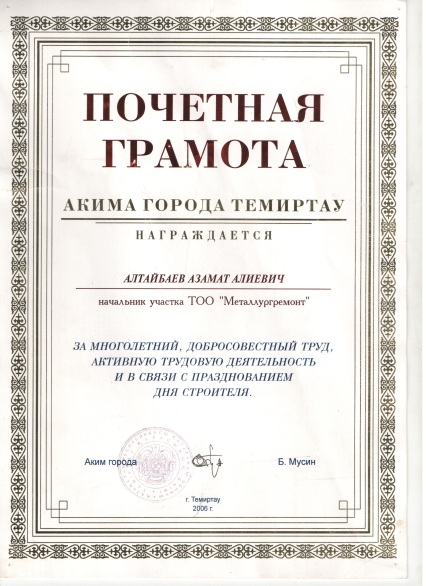 ПОЧЕТНАЯ
ГРАМОТА
АКИМА ГОРОДА ТЕМИРТАУ
НАГРАЖДАЕТСЯ
АЛТАЙБАЕВ АЗАМАТ АЛИЕВИЧ
начальник участка ТОО "Металлургремонт"
ЗА МНОГОЛЕТНИЙ, ДОБРОСОВЕСТНЫЙ ТРУД,
АКТИВНУЮ ТРУДОВУЮ ДЕЯТЕЛЬНОСТЬ
И В СВЯЗИ С ПРАЗДНОВАНИЕМ
ДНЯ СТРОИТЕЛЯ.
Аким города Б. Мусин
г. Темиртау
2006 г.